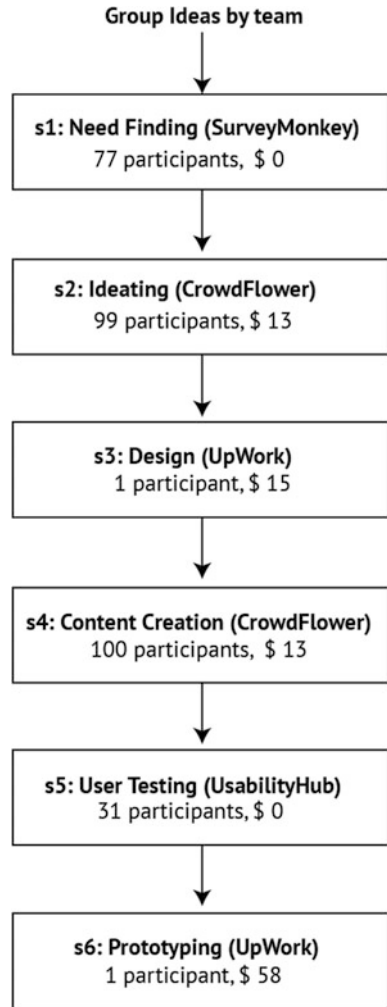 Group Ideas by team
s1: Need Finding (SurveyMonkey)
77 participants, $ 0
s2: Ideating (CrowdFlower)
99 participants, $ 13
s3: Design (UpWork)
1 participant, $ 15
s4: Content Creation (CrowdFlower)
100 participants, $ 13
s5: User Testing (UsabilityHub)
31 participants, $ 0
s6: Prototyping (UpWork)
1 participant, $ 58